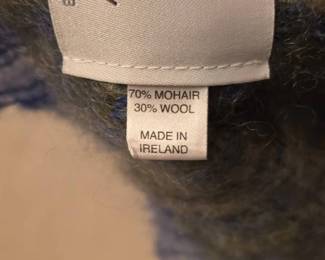 70% MOHAIR
30% WOOL
MADE IN
IRELAND